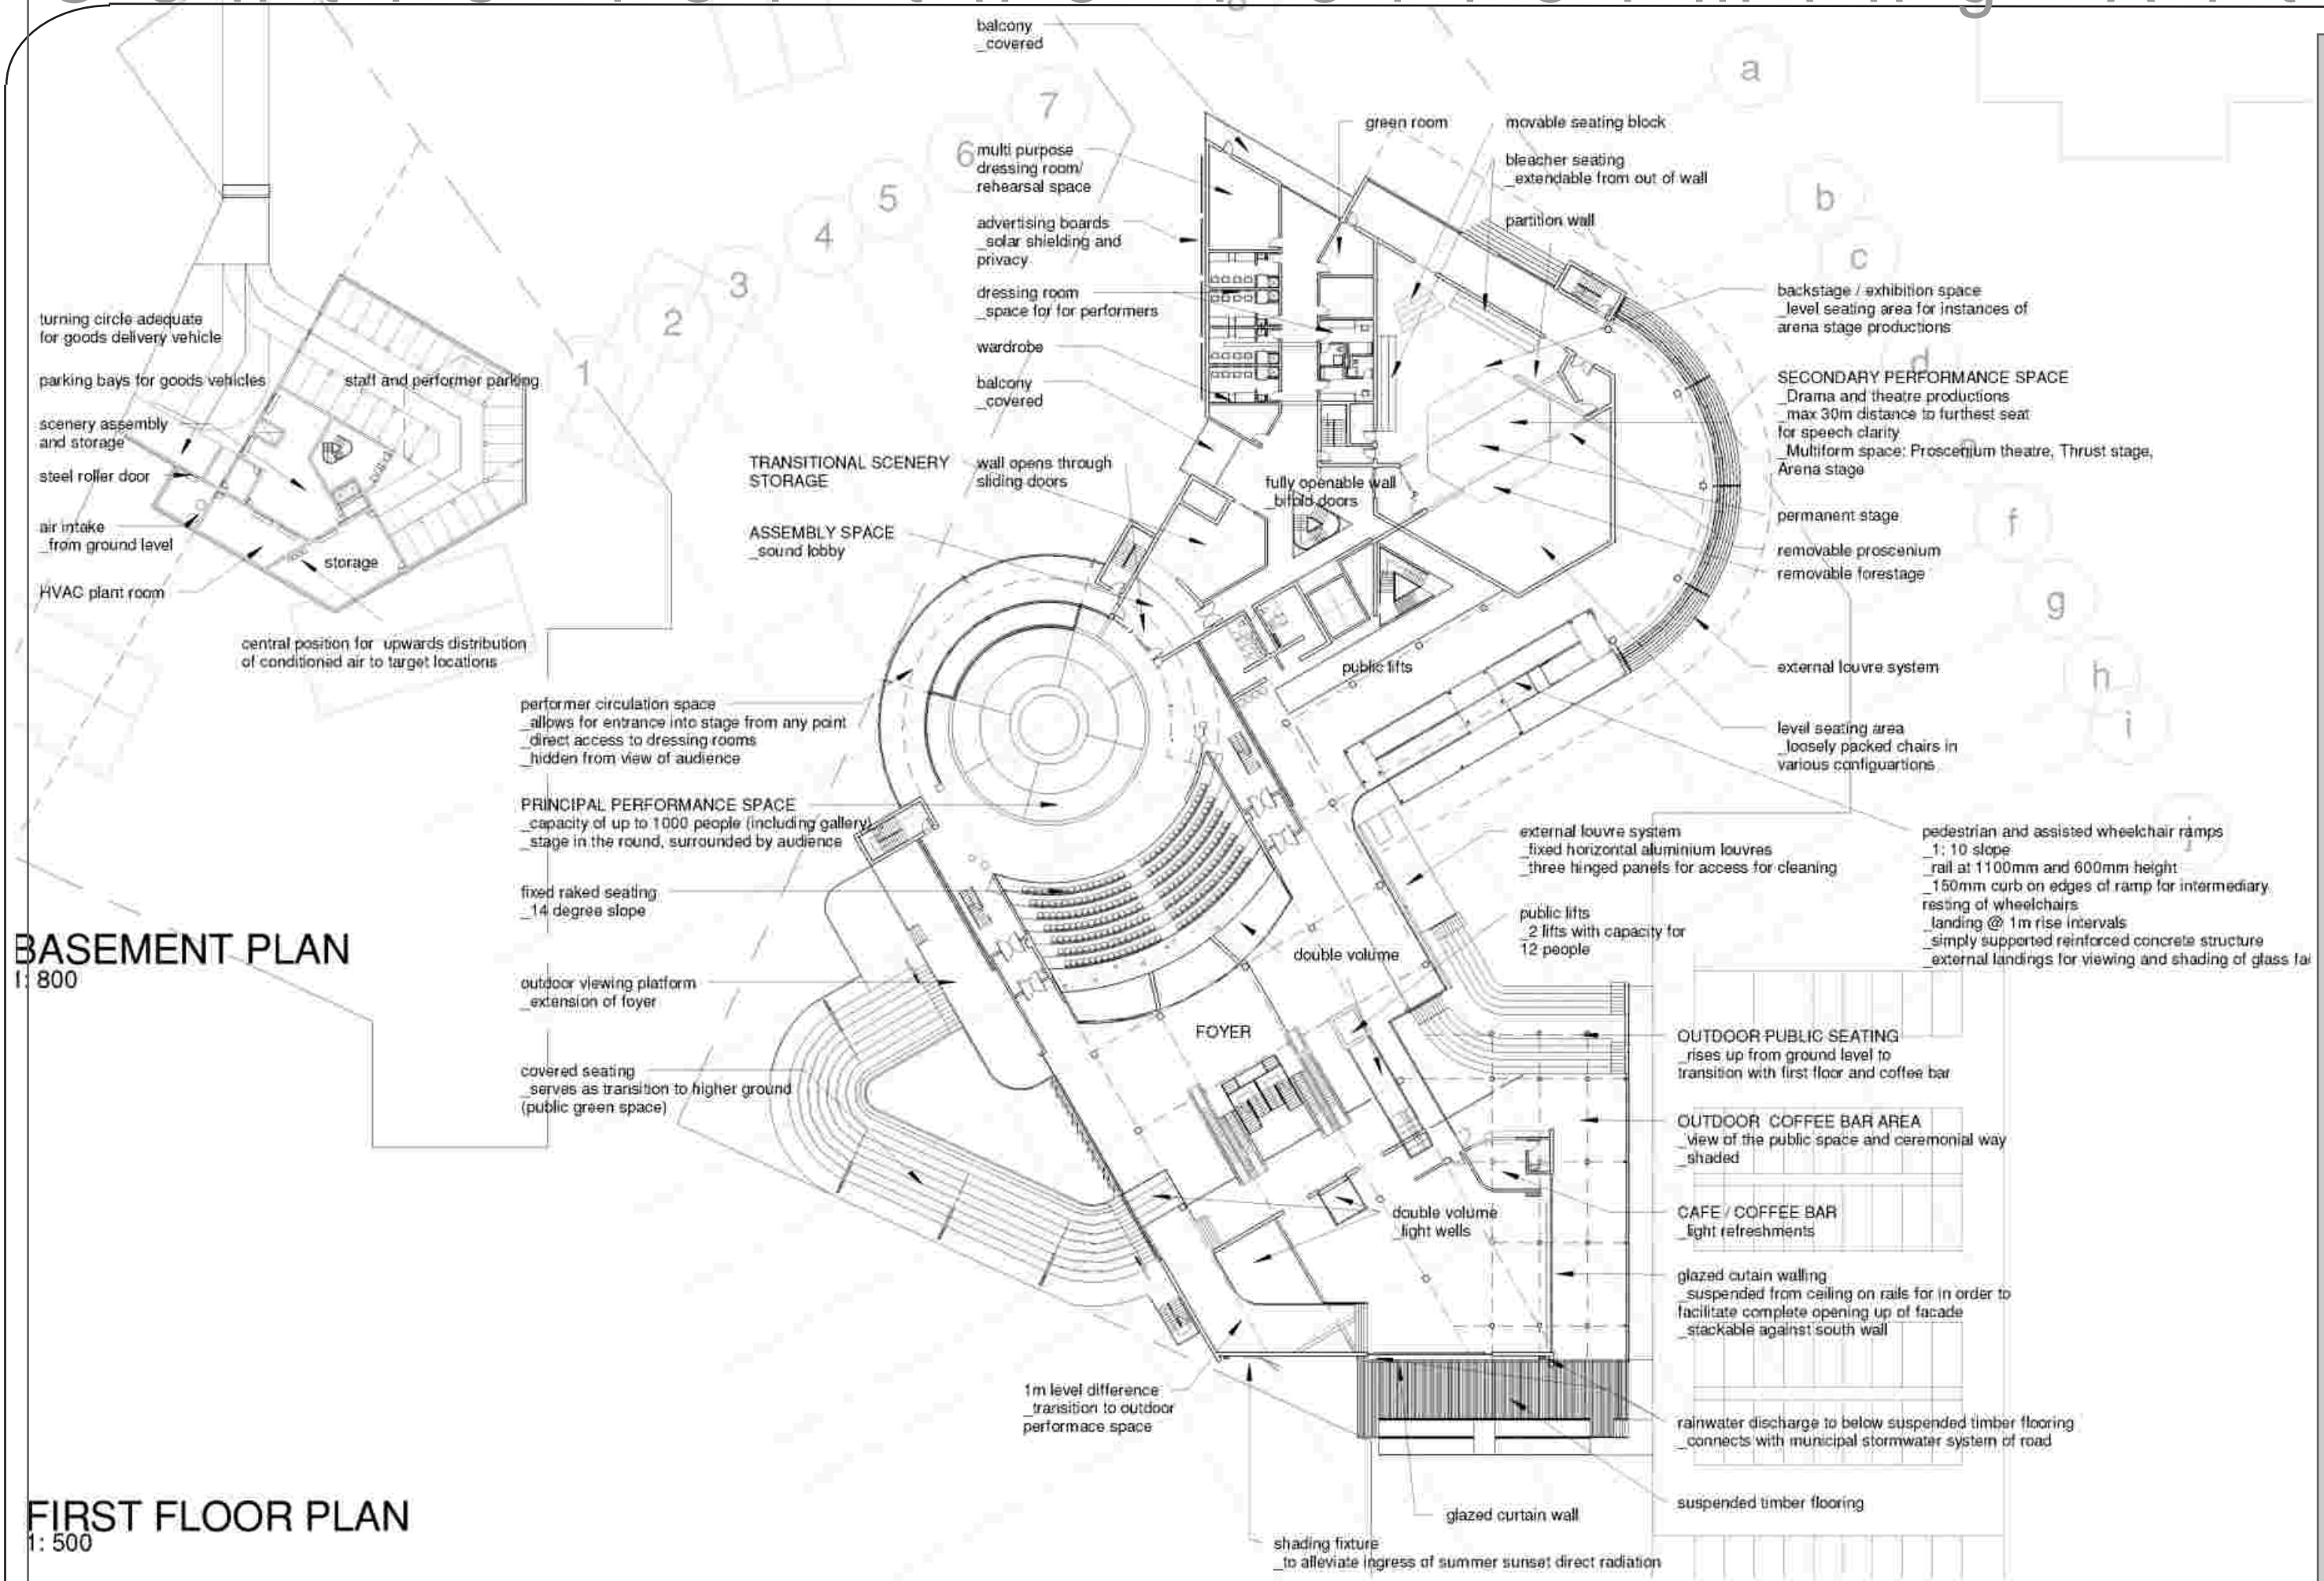 balcony
_covered
7
6
5
4
3
2
1
a
b
c
d
f
g
h
i
j
multi purpose
dressing room/
rehearsal space
advertising boards
_solar shielding and
privacy
dressing room
_space for for performers
wardrobe
balcony
_covered
green room
movable seating block
bleacher seating
_extendable from out of wall
partition wall
backstage / exhibition space
_level seating area for instances of
arena stage productions
SECONDARY PERFORMANCE SPACE
_Drama and theatre productions
_max 30m distance to furthest seat
for speech clarity
_Multiform space: Proscenium theatre, Thrust stage,
Arena stage
permanent stage
removable proscenium
removable forestage
external louvre system
level seating area
_loosely packed chairs in
various configuartions
turning circle adequate
for goods delivery vehicle
parking bays for goods vehicles
staff and performer parking
scenery assembly
and storage
steel roller door
air intake
_from ground level
storage
HVAC plant room
central position for upwards distribution
of conditioned air to target locations
BASEMENT PLAN
1: 800
TRANSITIONAL SCENERY
STORAGE
wall opens through
sliding doors
ASSEMBLY SPACE
_sound lobby
fully openable wall
_bifold doors
public lifts
performer circulation space
_allows for entrance into stage from any point
_direct access to dressing rooms
_hidden from view of audience
PRINCIPAL PERFORMANCE SPACE
_capacity of up to 1000 people (including gallery)
_stage in the round, surrounded by audience
fixed raked seating
_14 degree slope
outdoor viewing platform
_extension of foyer
covered seating
_serves as transition to higher ground
(public green space)
double volume
FOYER
external louvre system
_fixed horizontal aluminium louvres
_three hinged panels for access for cleaning
public lifts
_2 lifts with capacity for
12 people
pedestrian and assisted wheelchair ramps
_1: 10 slope
_rail at 1100mm and 600mm height
_150mm curb on edges of ramp for intermediary
resting of wheelchairs
_landing @ 1m rise intervals
_simply supported reinforced concrete structure
_external landings for viewing and shading of glass fa
OUTDOOR PUBLIC SEATING
_rises up from ground level to
transition with first floor and coffee bar
OUTDOOR COFFEE BAR AREA
_view of the public space and ceremonial way
_shaded
CAFE / COFFEE BAR
_light refreshments
double volume
_light wells
glazed cutain walling
_suspended from ceiling on rails for in order to
facilitate complete opening up of facade
_stackable against south wall
1m level difference
_transition to outdoor
performace space
rainwater discharge to below suspended timber flooring
_connects with municipal stormwater system of road
suspended timber flooring
glazed curtain wall
shading fixture
_to alleviate ingress of summer sunset direct radiation
FIRST FLOOR PLAN
1: 500